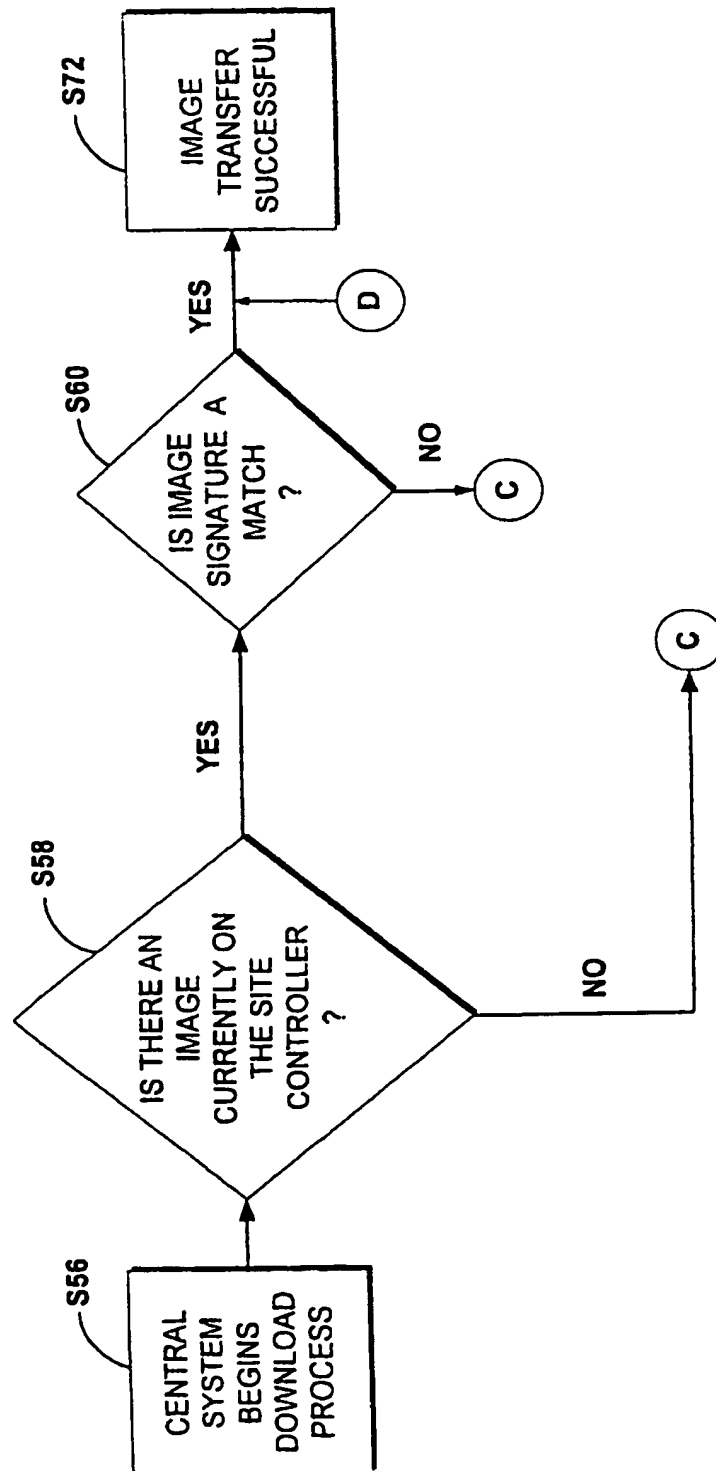 S56
CENTRAL
SYSTEM
BEGINS
DOWNLOAD
PROCESS
S58
IS THERE AN
IMAGE
CURRENTLY ON
THE SITE
CONTROLLER
?
YES
NO
C
S60
IS IMAGE
SIGNATURE A
MATCH
?
YES
NO
C
D
S72
IMAGE
TRANSFER
SUCCESSFUL